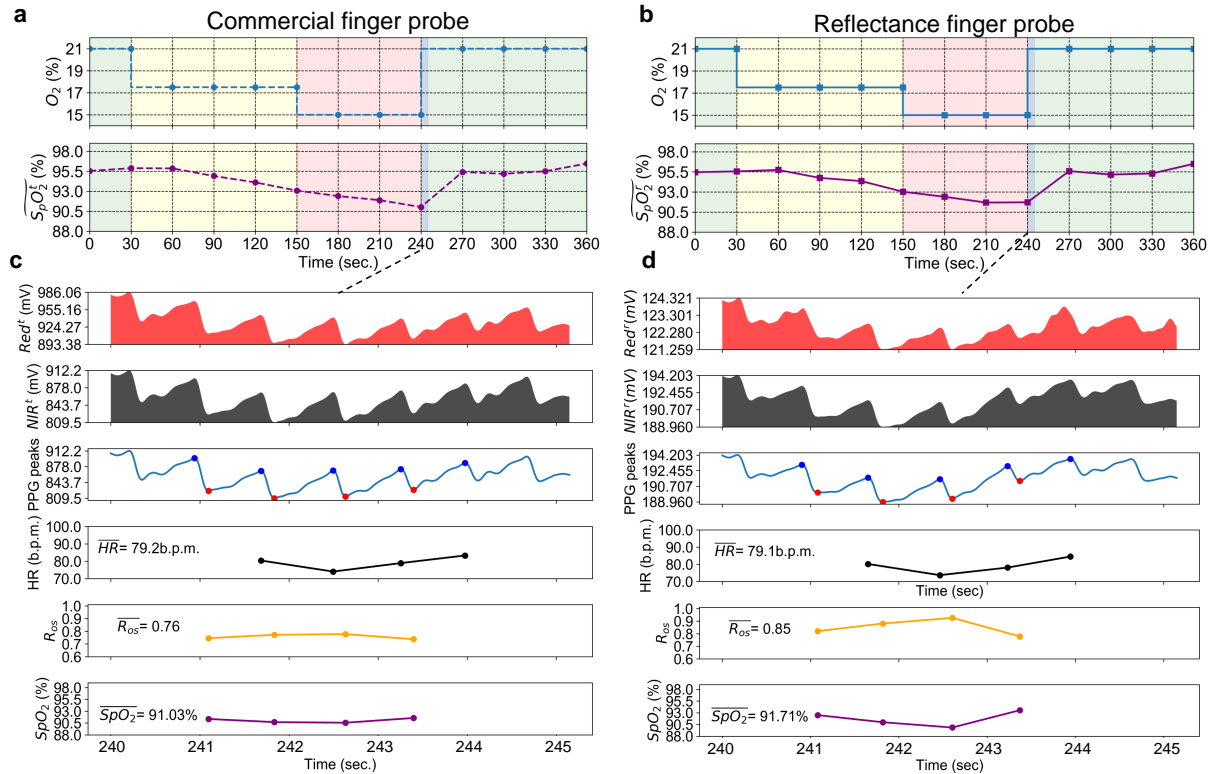 a
Commercial finger probe
O2 (%)
21
19
17
15
SpO2^t (%)
98.0
95.5
93.0
90.5
88.0
0 30 60 90 120 150 180 210 240 270 300 330 360
Time (sec.)
b
Reflectance finger probe
O2 (%)
21
19
17
15
SpO2^r (%)
98.0
95.5
93.0
90.5
88.0
0 30 60 90 120 150 180 210 240 270 300 330 360
Time (sec.)
c
Red^t (mV)
986.06
955.16
924.27
893.38
NIR^t (mV)
912.2
878.0
843.7
809.5
PPG peaks
912.2
878.0
843.7
809.5
HR (b.p.m.)
100.0
90.0
80.0
70.0
HR= 79.2b.p.m.
Ros
1.0
0.9
0.8
0.7
0.6
Ros= 0.76
SpO2 (%)
98.0
95.5
93.0
90.5
88.0
SpO2= 91.03%
240 241 242 243 244 245
Time (sec.)
d
Red^r (mV)
124.321
123.301
122.280
121.259
NIR^r (mV)
194.203
192.455
190.707
188.960
PPG peaks
194.203
192.455
190.707
188.960
HR (b.p.m.)
100.0
90.0
80.0
70.0
HR= 79.1b.p.m.
Time (sec)
Ros
1.0
0.9
0.8
0.7
0.6
Ros= 0.85
SpO2 (%)
98.0
95.5
93.0
90.5
88.0
SpO2= 91.71%
240 241 242 243 244 245
Time (sec.)